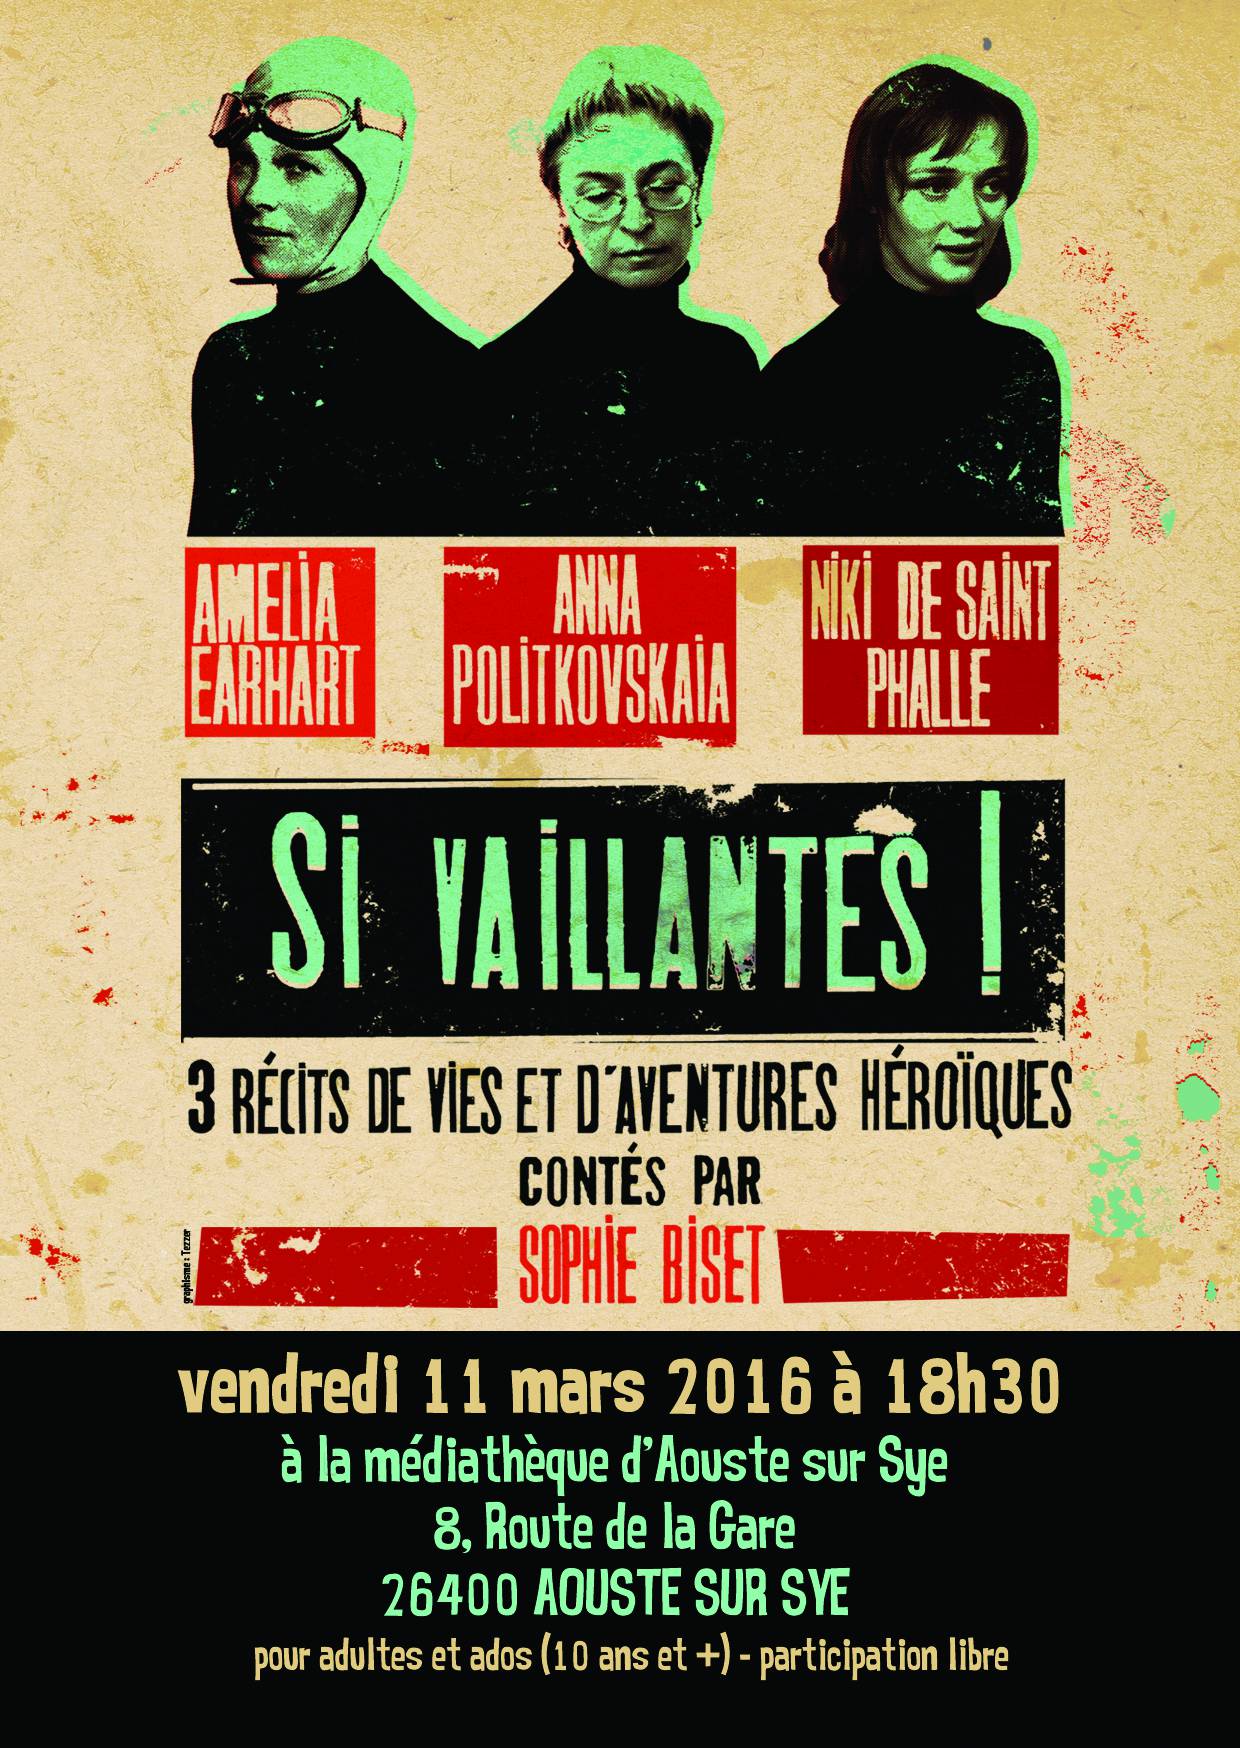 AMELIA
EARHART
ANNA
POLITKOVSKAIA
NIKI DE SAINT
PHALLE
SI VAILLANTES !
3 RÉCITS DE VIES ET D'AVENTURES HÉROÏQUES
CONTÉS PAR
SOPHIE BISET
graphisme : Tezzer
vendredi 11 mars 2016 à 18h30
à la médiathèque d'Aouste sur Sye
8, Route de la Gare
26400 AOUSTE SUR SYE
pour adultes et ados (10 ans et +) - participation libre